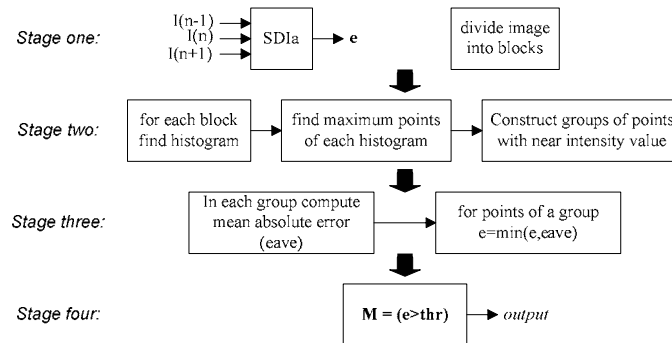 Stage one:
I(n-1)
I(n)
I(n+1)
SDIa
e
divide image
into blocks
Stage two:
for each block
find histogram
find maximum points
of each histogram
Construct groups of points
with near intensity value
Stage three:
In each group compute
mean absolute error
(eave)
for points of a group
e=min(e,eave)
Stage four:
M = (e>thr)
output